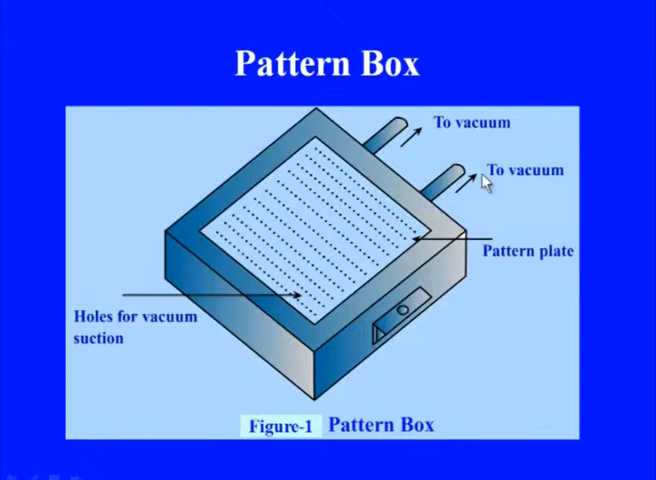 Pattern Box
To vacuum
To vacuum
Pattern plate
Holes for vacuum
suction
Figure-1 Pattern Box